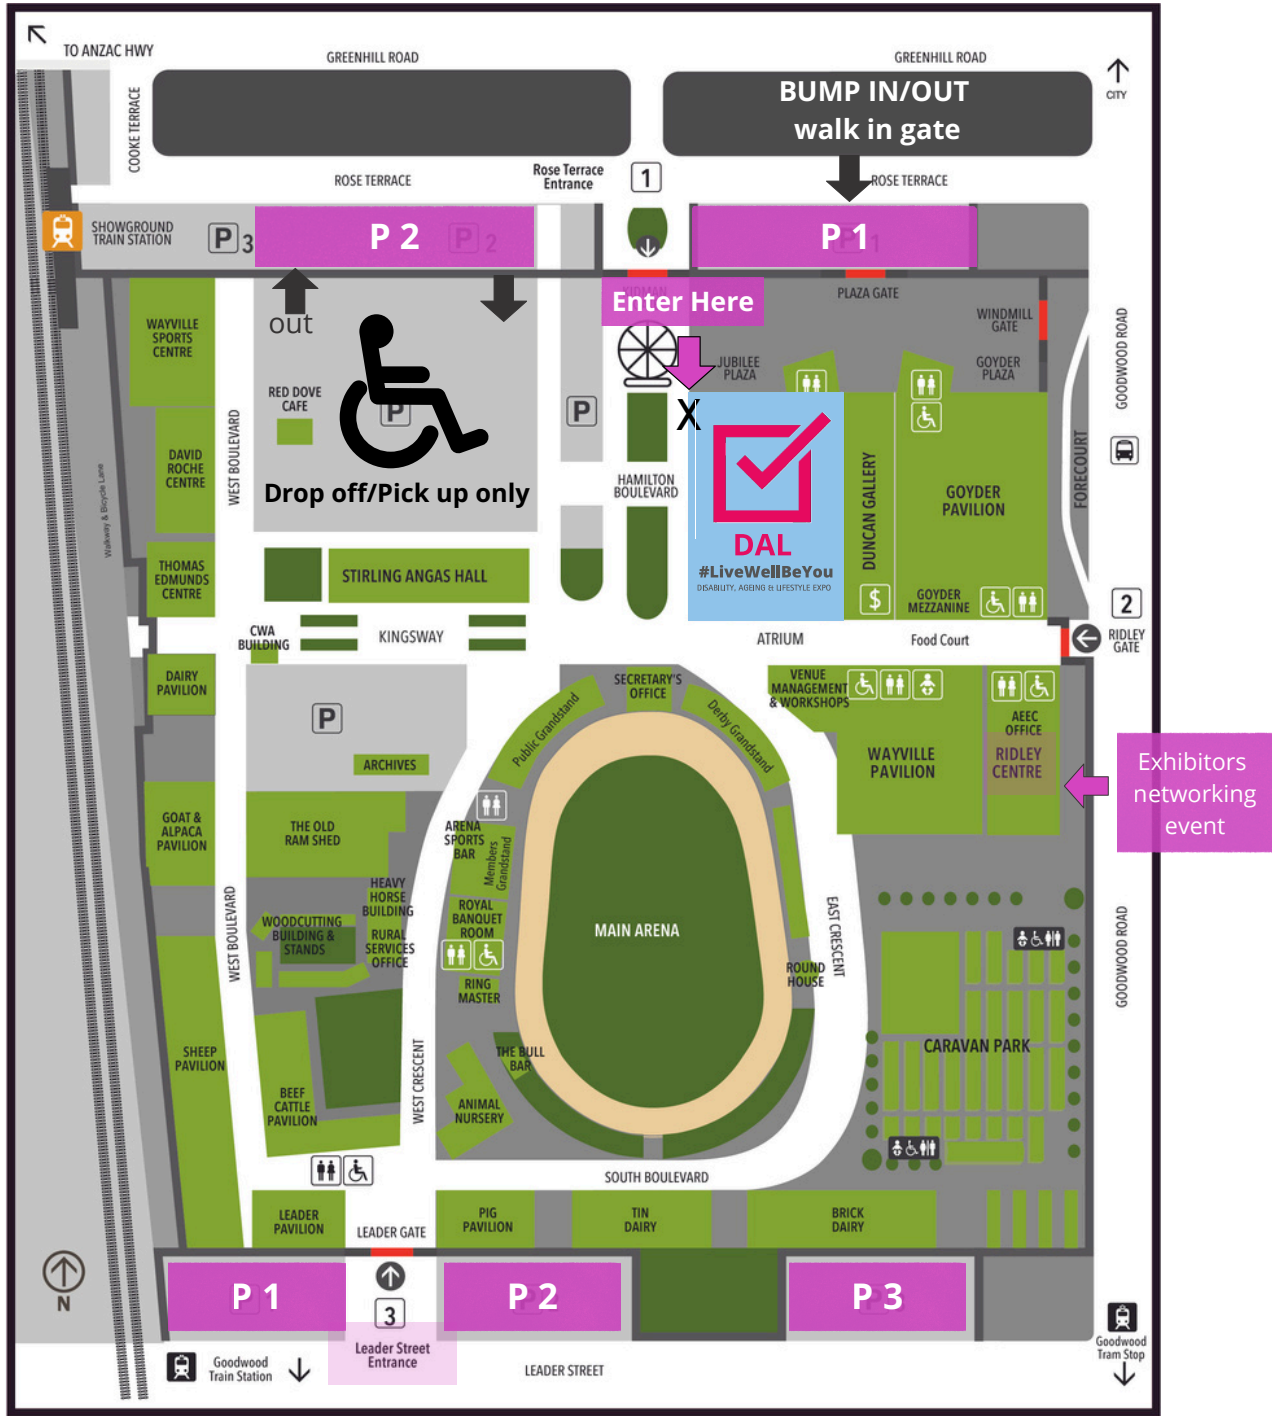 TO ANZAC HWY
GREENHILL ROAD
GREENHILL ROAD
CITY
COOKE TERRACE
BUMP IN/OUT
walk in gate
ROSE TERRACE
Rose Terrace
Entrance
1
ROSE TERRACE
SHOWGROUND
TRAIN STATION
P 3
P 2
P 2
P 1
1
out
Enter Here
PLAZA GATE
WINDMILL
GATE
GOYDER
PLAZA
JUBILEE
PLAZA
GOODWOOD ROAD
WAYVILLE
SPORTS
CENTRE
RED DOVE
CAFE
P
P
X
WEST BOULEVARD
DAVID
ROCHE
CENTRE
Drop off/Pick up only
HAMILTON
BOULEVARD
DUNCAN GALLERY
GOYDER
PAVILION
FORECOURT
Walkway & Bicycle Lane
DAL
#LiveWellBeYou
DISABILITY, AGEING & LIFESTYLE EXPO
THOMAS
EDMUNDS
CENTRE
STIRLING ANGAS HALL
$
GOYDER
MEZZANINE
2
RIDLEY
GATE
CWA
BUILDING
KINGSWAY
ATRIUM
Food Court
DAIRY
PAVILION
SECRETARY'S
OFFICE
VENUE
MANAGEMENT
& WORKSHOPS
Public Grandstand
Derby Grandstand
P
AEEC
OFFICE
RIDLEY
CENTRE
WAYVILLE
PAVILION
Exhibitors
networking
event
ARCHIVES
GOAT &
ALPACA
PAVILION
THE OLD
RAM SHED
ARENA
SPORTS
BAR
Members
Grandstand
HEAVY
HORSE
BUILDING
ROYAL
BANQUET
ROOM
WOODCUTTING
BUILDING &
STANDS
RURAL
SERVICES
OFFICE
MAIN ARENA
EAST CRESCENT
GOODWOOD ROAD
WEST BOULEVARD
RING
MASTER
ROUND
HOUSE
SHEEP
PAVILION
THE BULL
BAR
CARAVAN PARK
BEEF
CATTLE
PAVILION
WEST CRESCENT
ANIMAL
NURSERY
SOUTH BOULEVARD
LEADER
PAVILION
LEADER GATE
PIG
PAVILION
TIN
DAIRY
BRICK
DAIRY
N
P 1
3
P 2
P 3
Leader Street
Entrance
Goodwood
Train Station
LEADER STREET
Goodwood
Tram Stop